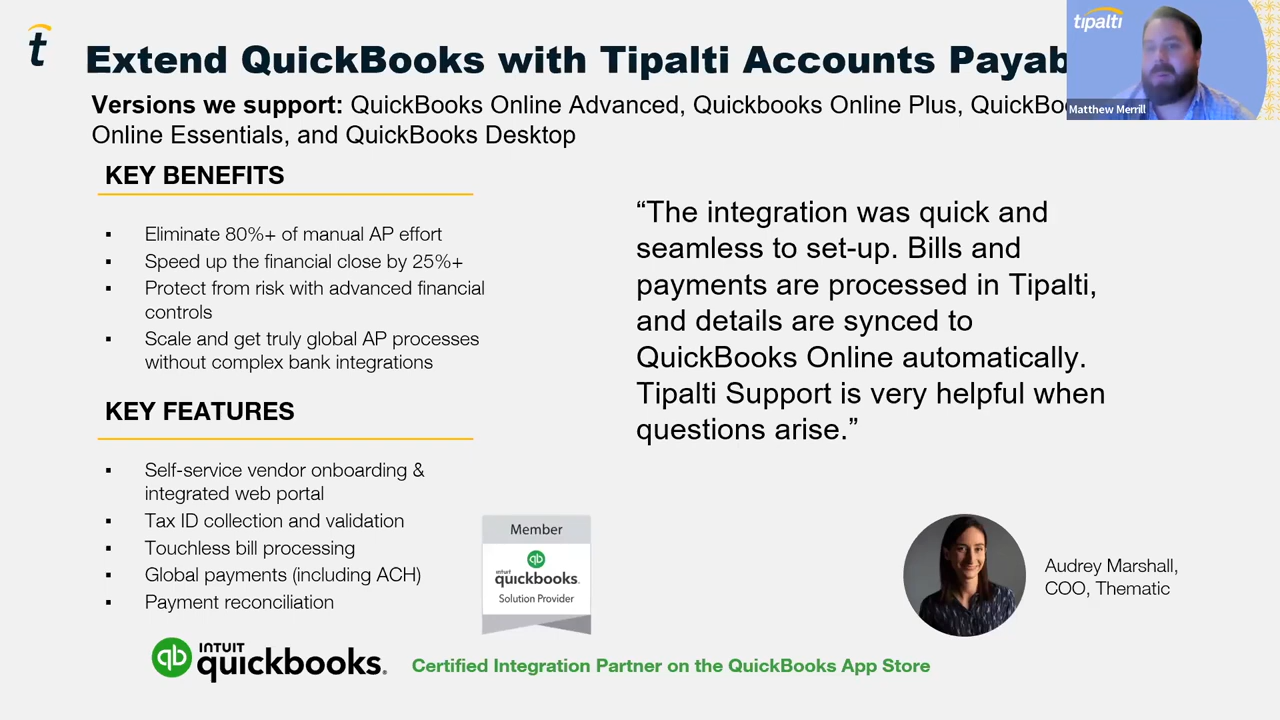 t
Extend QuickBooks with Tipalti Accounts
tipalti
Matthew Merrill
Versions we support: QuickBooks Online Advanced, Quickbooks Online Plus,
Online Essentials, and QuickBooks Desktop
KEY BENEFITS
▪ Eliminate 80%+ of manual AP effort
▪ Speed up the financial close by 25%+
▪ Protect from risk with advanced financial
controls
▪ Scale and get truly global AP processes
without complex bank integrations
KEY FEATURES
▪ Self-service vendor onboarding &
integrated web portal
▪ Tax ID collection and validation
▪ Touchless bill processing
▪ Global payments (including ACH)
▪ Payment reconciliation
“The integration was quick and
seamless to set-up. Bills and
payments are processed in Tipalti,
and details are synced to
QuickBooks Online automatically.
Tipalti Support is very helpful when
questions arise.”
Member
qb
intuit
quickbooks.
Solution Provider
Audrey Marshall,
COO, Thematic
qb
INTUIT
quickbooks.
Certified Integration Partner on the QuickBooks App Store